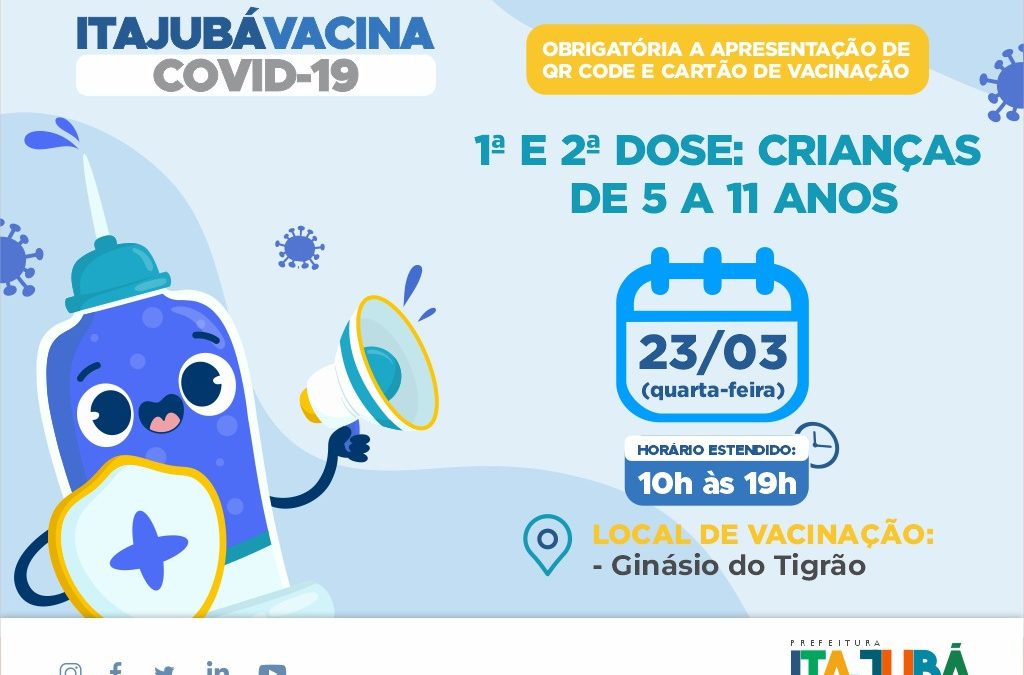 ITAJUBÁVACINA
COVID-19
OBRIGATÓRIA A APRESENTAÇÃO DE
QR CODE E CARTÃO DE VACINAÇÃO
1ª E 2ª DOSE: CRIANÇAS
DE 5 A 11 ANOS
23/03
(quarta-feira)
HORÁRIO ESTENDIDO:
10h às 19h
LOCAL DE VACINAÇÃO:
- Ginásio do Tigrão
PREFEITURA
ITAJUBÁ